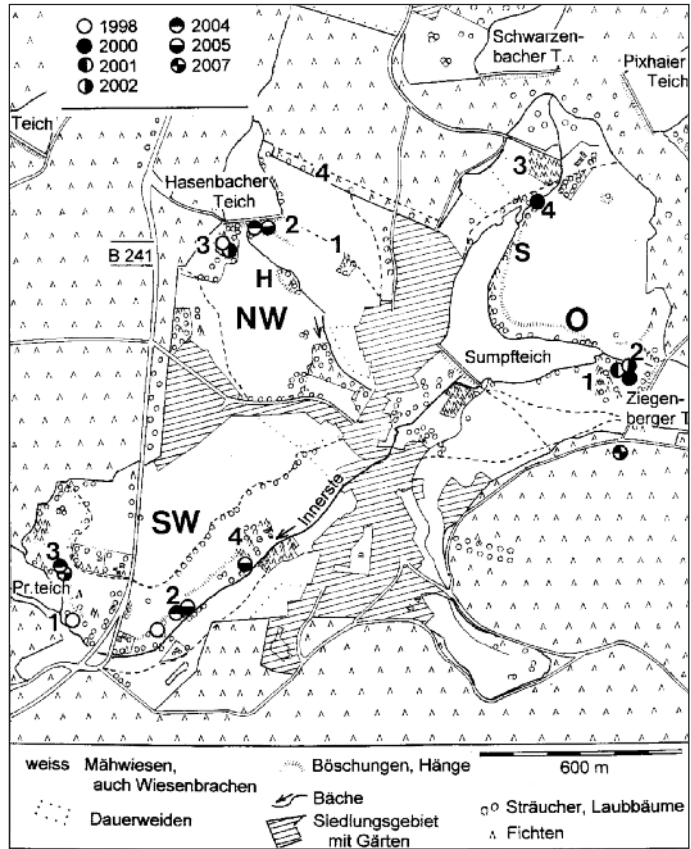 1998
2000
2001
2002
2004
2005
2007
Schwarzen-
bacher T.
Pixhaier
Teich
Teich
Hasenbacher
Teich
4
3
4
2
3
1
B 241
H
NW
S
O
Sumpfteich
2
1
Ziegen-
berger T
SW
Innerste
4
3
2
Pr.teich
1
weiss Mähwiesen,
auch Wiesenbrachen
Dauerweiden
Böschungen, Hänge
Bäche
Siedlungsgebiet
mit Gärten
600 m
Sträucher, Laubbäume
Fichten